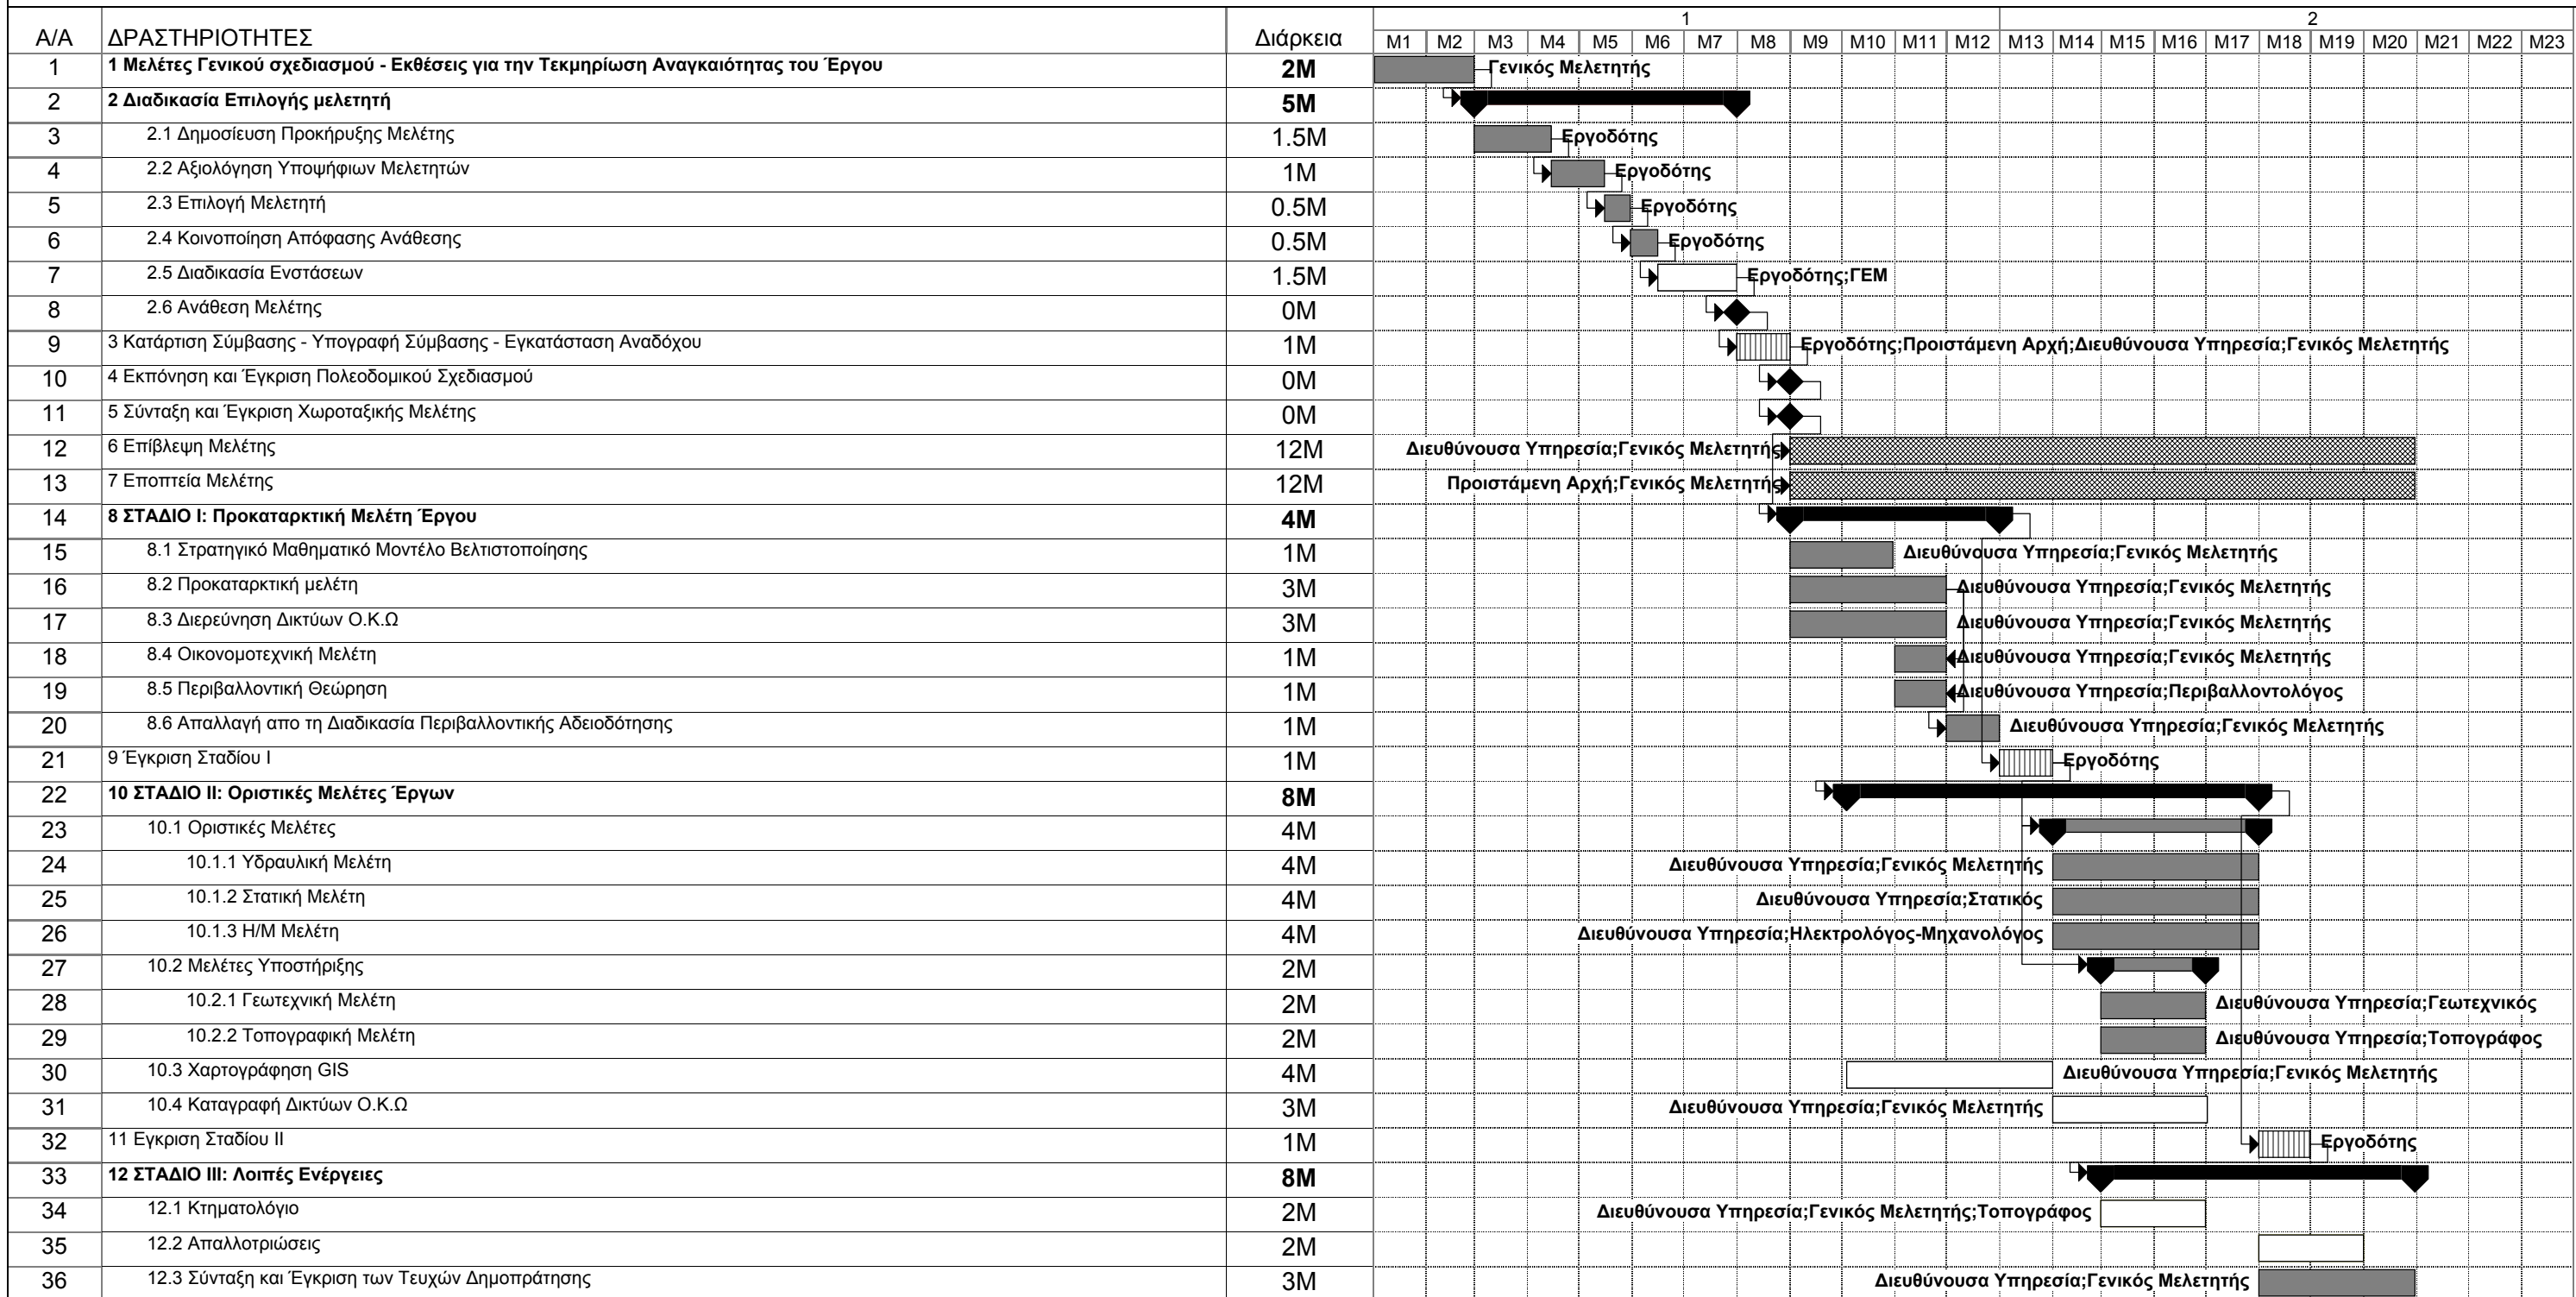 1 2
Α/Α ΔΡΑΣΤΗΡΙΟΤΗΤΕΣ Διάρκεια M1 M2 M3 M4 M5 M6 M7 M8 M9 M10 M11 M12 M13 M14 M15 M16 M17 M18 M19 M20 M21 M22 M23
1 1 Μελέτες Γενικού σχεδιασμού - Εκθέσεις για την Τεκμηρίωση Αναγκαιότητας του Έργου 2M Γενικός Μελετητής
2 2 Διαδικασία Επιλογής μελετητή 5M
3 2.1 Δημοσίευση Προκήρυξης Μελέτης 1.5M Εργοδότης
4 2.2 Αξιολόγηση Υποψήφιων Μελετητών 1M Εργοδότης
5 2.3 Επιλογή Μελετητή 0.5M Εργοδότης
6 2.4 Κοινοποίηση Απόφασης Ανάθεσης 0.5M Εργοδότης
7 2.5 Διαδικασία Ενστάσεων 1.5M Εργοδότης;ΓΕΜ
8 2.6 Ανάθεση Μελέτης 0M
9 3 Κατάρτιση Σύμβασης - Υπογραφή Σύμβασης - Εγκατάσταση Αναδόχου 1M Εργοδότης;Προιστάμενη Αρχή;Διευθύνουσα Υπηρεσία;Γενικός Μελετητής
10 4 Εκπόνηση και Έγκριση Πολεοδομικού Σχεδιασμού 0M
11 5 Σύνταξη και Έγκριση Χωροταξικής Μελέτης 0M
12 6 Επίβλεψη Μελέτης 12M Διευθύνουσα Υπηρεσία;Γενικός Μελετητής
13 7 Εποπτεία Μελέτης 12M Προιστάμενη Αρχή;Γενικός Μελετητής
14 8 ΣΤΑΔΙΟ Ι: Προκαταρκτική Μελέτη Έργου 4M
15 8.1 Στρατηγικό Μαθηματικό Μοντέλο Βελτιστοποίησης 1M Διευθύνουσα Υπηρεσία;Γενικός Μελετητής
16 8.2 Προκαταρκτική μελέτη 3M Διευθύνουσα Υπηρεσία;Γενικός Μελετητής
17 8.3 Διερεύνηση Δικτύων Ο.Κ.Ω 3M Διευθύνουσα Υπηρεσία;Γενικός Μελετητής
18 8.4 Οικονομοτεχνική Μελέτη 1M Διευθύνουσα Υπηρεσία;Γενικός Μελετητής
19 8.5 Περιβαλλοντική Θεώρηση 1M Διευθύνουσα Υπηρεσία;Περιβαλλοντολόγος
20 8.6 Απαλλαγή απο τη Διαδικασία Περιβαλλοντικής Αδειοδότησης 1M Διευθύνουσα Υπηρεσία;Γενικός Μελετητής
21 9 Έγκριση Σταδίου Ι 1M Εργοδότης
22 10 ΣΤΑΔΙΟ ΙΙ: Οριστικές Μελέτες Έργων 8M
23 10.1 Οριστικές Μελέτες 4M
24 10.1.1 Υδραυλική Μελέτη 4M Διευθύνουσα Υπηρεσία;Γενικός Μελετητής
25 10.1.2 Στατική Μελέτη 4M Διευθύνουσα Υπηρεσία;Στατικός
26 10.1.3 Η/Μ Μελέτη 4M Διευθύνουσα Υπηρεσία;Ηλεκτρολόγος-Μηχανολόγος
27 10.2 Μελέτες Υποστήριξης 2M
28 10.2.1 Γεωτεχνική Μελέτη 2M Διευθύνουσα Υπηρεσία;Γεωτεχνικός
29 10.2.2 Τοπογραφική Μελέτη 2M Διευθύνουσα Υπηρεσία;Τοπογράφος
30 10.3 Χαρτογράφηση GIS 4M Διευθύνουσα Υπηρεσία;Γενικός Μελετητής
31 10.4 Καταγραφή Δικτύων Ο.Κ.Ω 3M Διευθύνουσα Υπηρεσία;Γενικός Μελετητής
32 11 Εγκριση Σταδίου ΙΙ 1M Εργοδότης
33 12 ΣΤΑΔΙΟ ΙΙΙ: Λοιπές Ενέργειες 8M
34 12.1 Κτηματολόγιο 2M Διευθύνουσα Υπηρεσία;Γενικός Μελετητής;Τοπογράφος
35 12.2 Απαλλοτριώσεις 2M
36 12.3 Σύνταξη και Έγκριση των Τευχών Δημοπράτησης 3M Διευθύνουσα Υπηρεσία;Γενικός Μελετητής